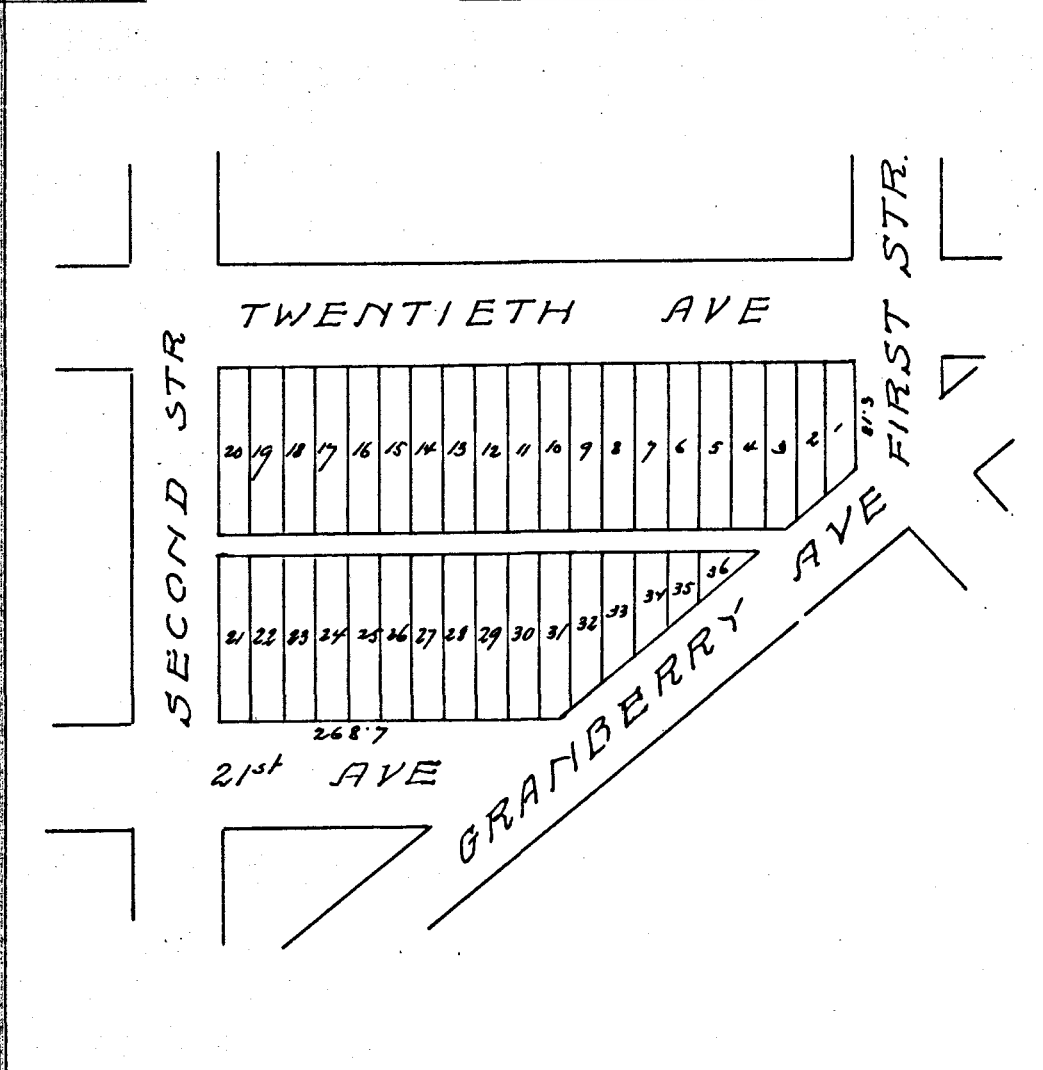 TWENTIETH AVE
FIRST STR.
SECOND STR
20 19 18 17 16 15 14 13 12 11 10 9 8 7 6 5 4 3 2 1
81.3
21 22 23 24 25 26 27 28 29 30 31 32 33 34 35 36
268.7
21st AVE
GRANBERRY AVE